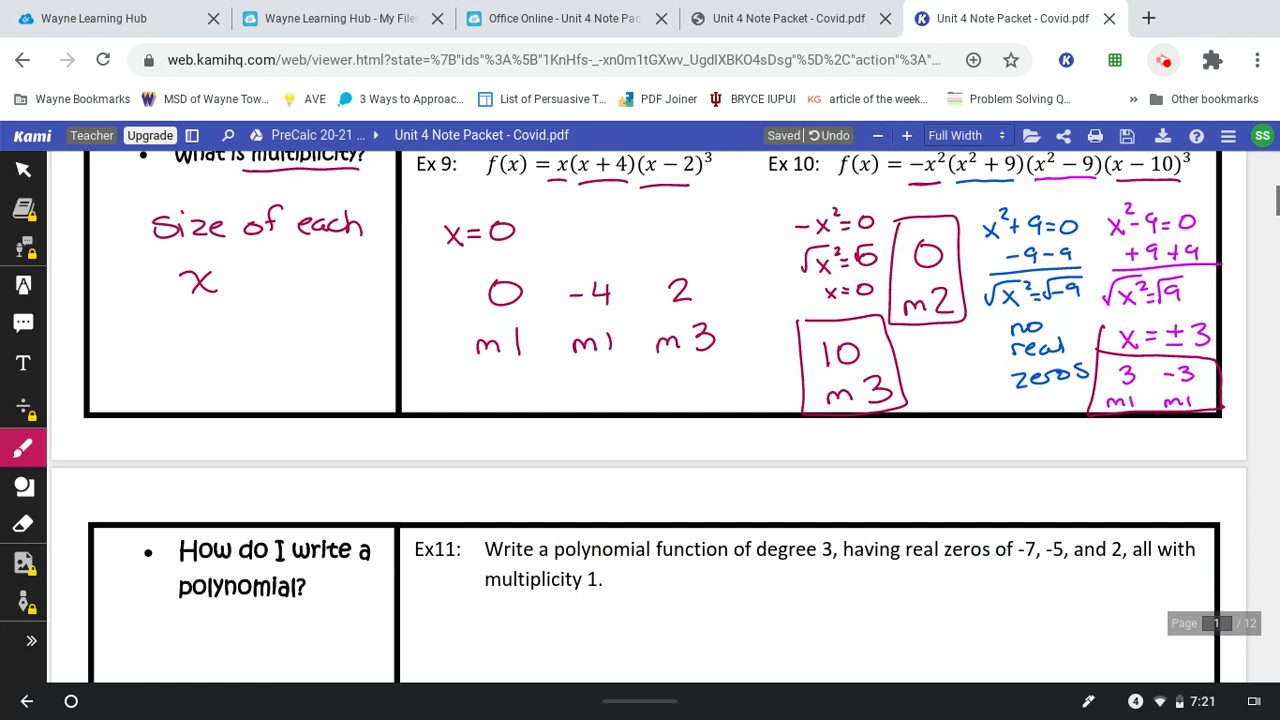 Wayne Learning Hub
Wayne Learning Hub - My Files
Office Online - Unit 4 Note Pac
Unit 4 Note Packet - Covid.pdf
Unit 4 Note Packet - Covid.pdf
web.kamihq.com/web/viewer.html?state=%7B"ids"%3A%5B"1KnHfs-_-xn0m1tGXwv_UgdIXBKO4sDsg"%5D%2C"action"%3A"...
Wayne Bookmarks
MSD of Wayne Tow...
AVE
3 Ways to Approac...
List of Persuasive T...
PDF Joiner
BRYCE IUPUI
KG article of the week...
Problem Solving Q...
»
Other bookmarks
Kami
Teacher
Upgrade
PreCalc 20-21 ...
Unit 4 Note Packet - Covid.pdf
Saved
Undo
Full Width
• What is multiplicity?
size of each
x
Ex 9: f(x) = x(x + 4)(x − 2)³
x=0
0 -4 2
m1 m1 m3
Ex 10: f(x) = −x²(x² + 9)(x² − 9)(x − 10)³
-x²=0
√x²=√0
x=0
0
m2
10
m3
x²+9=0
-9-9
√x²=√-9
no
real
zeros
x²-9=0
+9+9
√x²=√9
x=±3
3 -3
m1 m1
• How do I write a
polynomial?
Ex11: Write a polynomial function of degree 3, having real zeros of -7, -5, and 2, all with
multiplicity 1.
Page 1 / 12
4
7:21